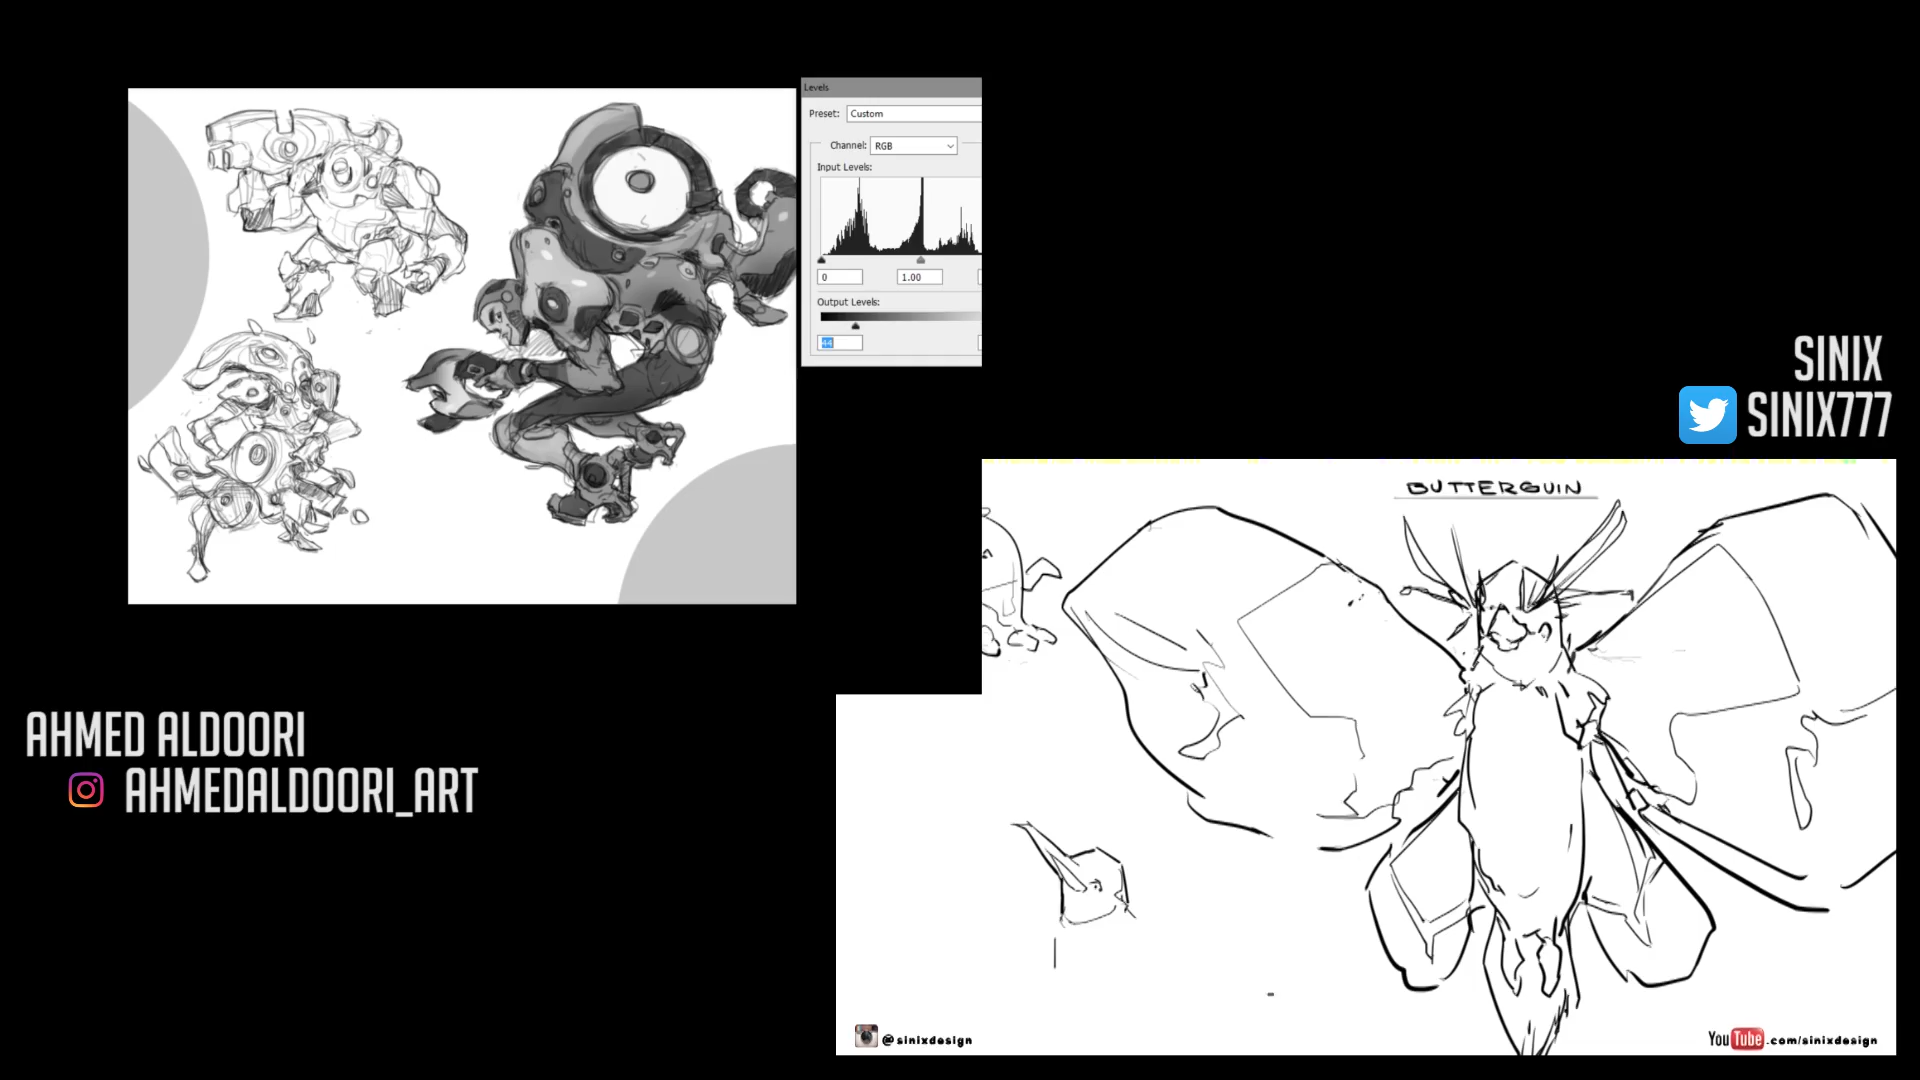 Levels
Preset: Custom
Channel: RGB
Input Levels:
0 1.00
Output Levels:
44
SINIX
SINIX777
BUTTERGUIN
AHMED ALDOORI
AHMEDALDOORI_ART
@sinixdesign
YouTube.com/sinixdesign